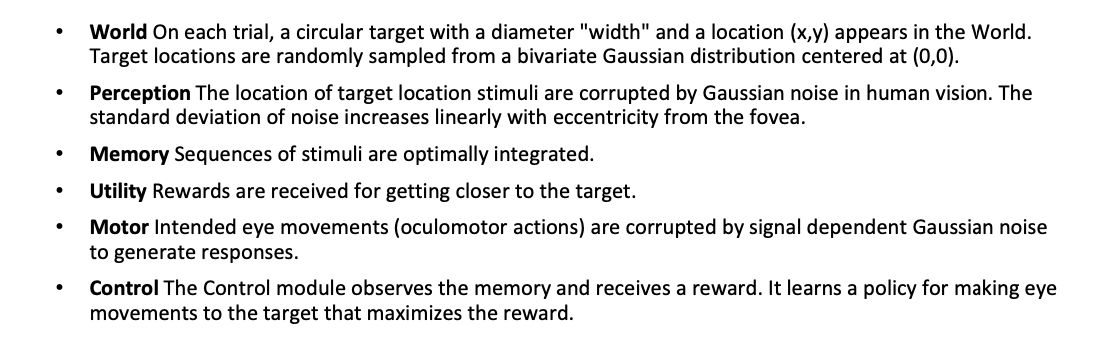 • World On each trial, a circular target with a diameter "width" and a location (x,y) appears in the World.
Target locations are randomly sampled from a bivariate Gaussian distribution centered at (0,0).
• Perception The location of target location stimuli are corrupted by Gaussian noise in human vision. The
standard deviation of noise increases linearly with eccentricity from the fovea.
• Memory Sequences of stimuli are optimally integrated.
• Utility Rewards are received for getting closer to the target.
• Motor Intended eye movements (oculomotor actions) are corrupted by signal dependent Gaussian noise
to generate responses.
• Control The Control module observes the memory and receives a reward. It learns a policy for making eye
movements to the target that maximizes the reward.